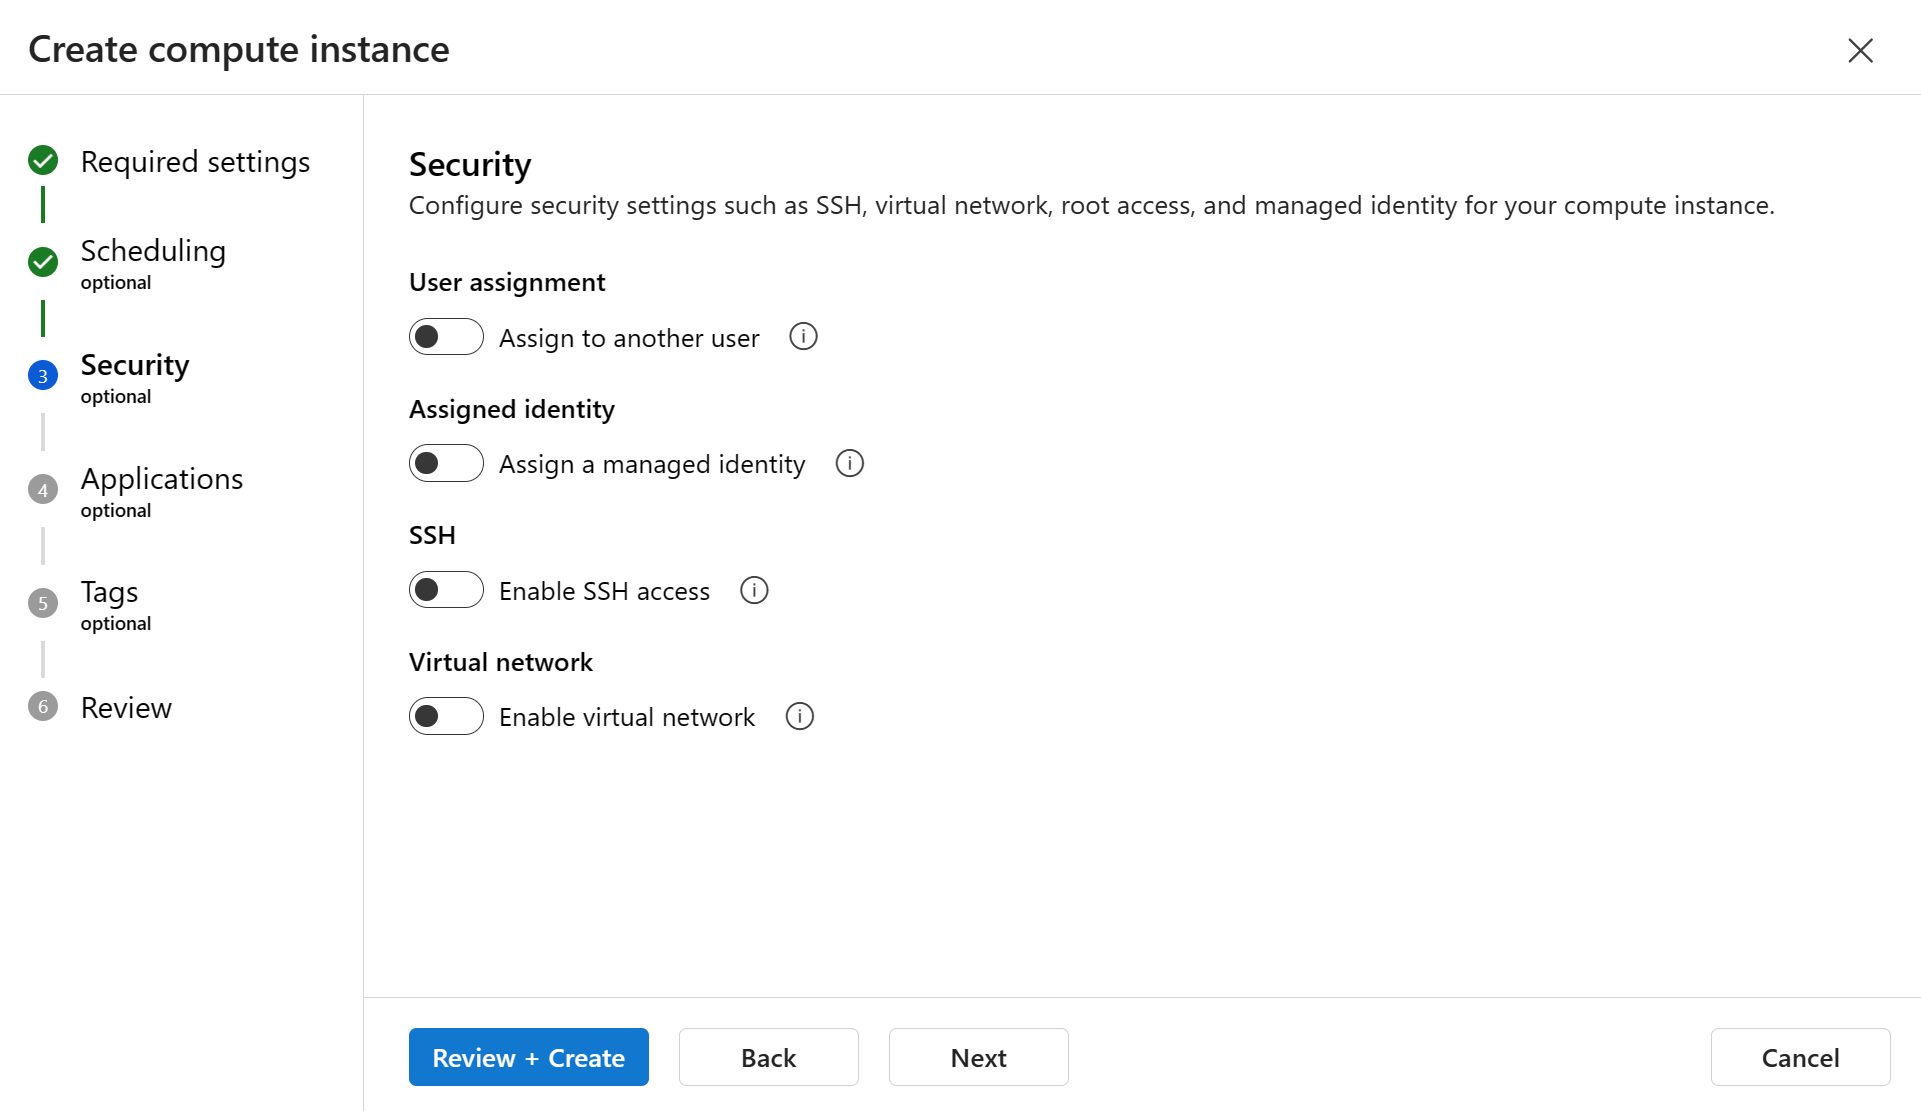 Create compute instance
Required settings
Scheduling
optional
3
Security
optional
4
Applications
optional
5
Tags
optional
6
Review
Security
Configure security settings such as SSH, virtual network, root access, and managed identity for your compute instance.
User assignment
Assign to another user
Assigned identity
Assign a managed identity
SSH
Enable SSH access
Virtual network
Enable virtual network
Review + Create
Back
Next
Cancel